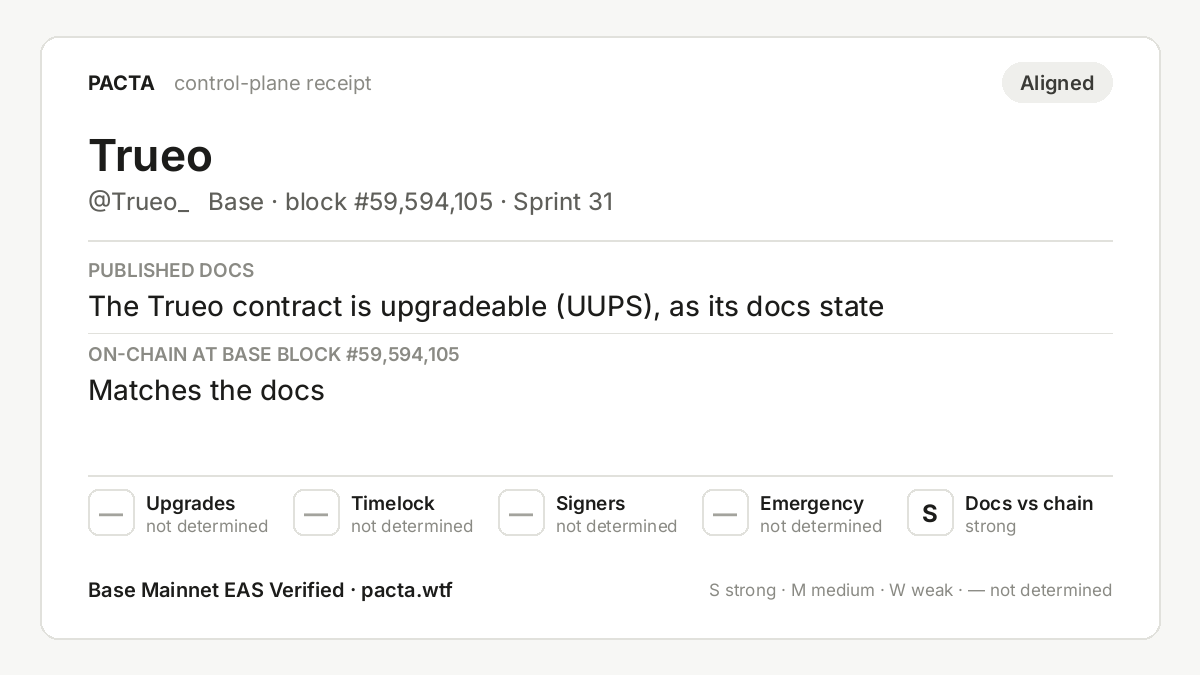 PACTA control-plane receipt Aligned
Trueo
@Trueo_ Base · block #59,594,105 · Sprint 31
PUBLISHED DOCS
The Trueo contract is upgradeable (UUPS), as its docs state
ON-CHAIN AT BASE BLOCK #59,594,105
Matches the docs
— Upgrades not determined
— Timelock not determined
— Signers not determined
— Emergency not determined
S Docs vs chain strong
Base Mainnet EAS Verified · pacta.wtf
S strong · M medium · W weak · — not determined